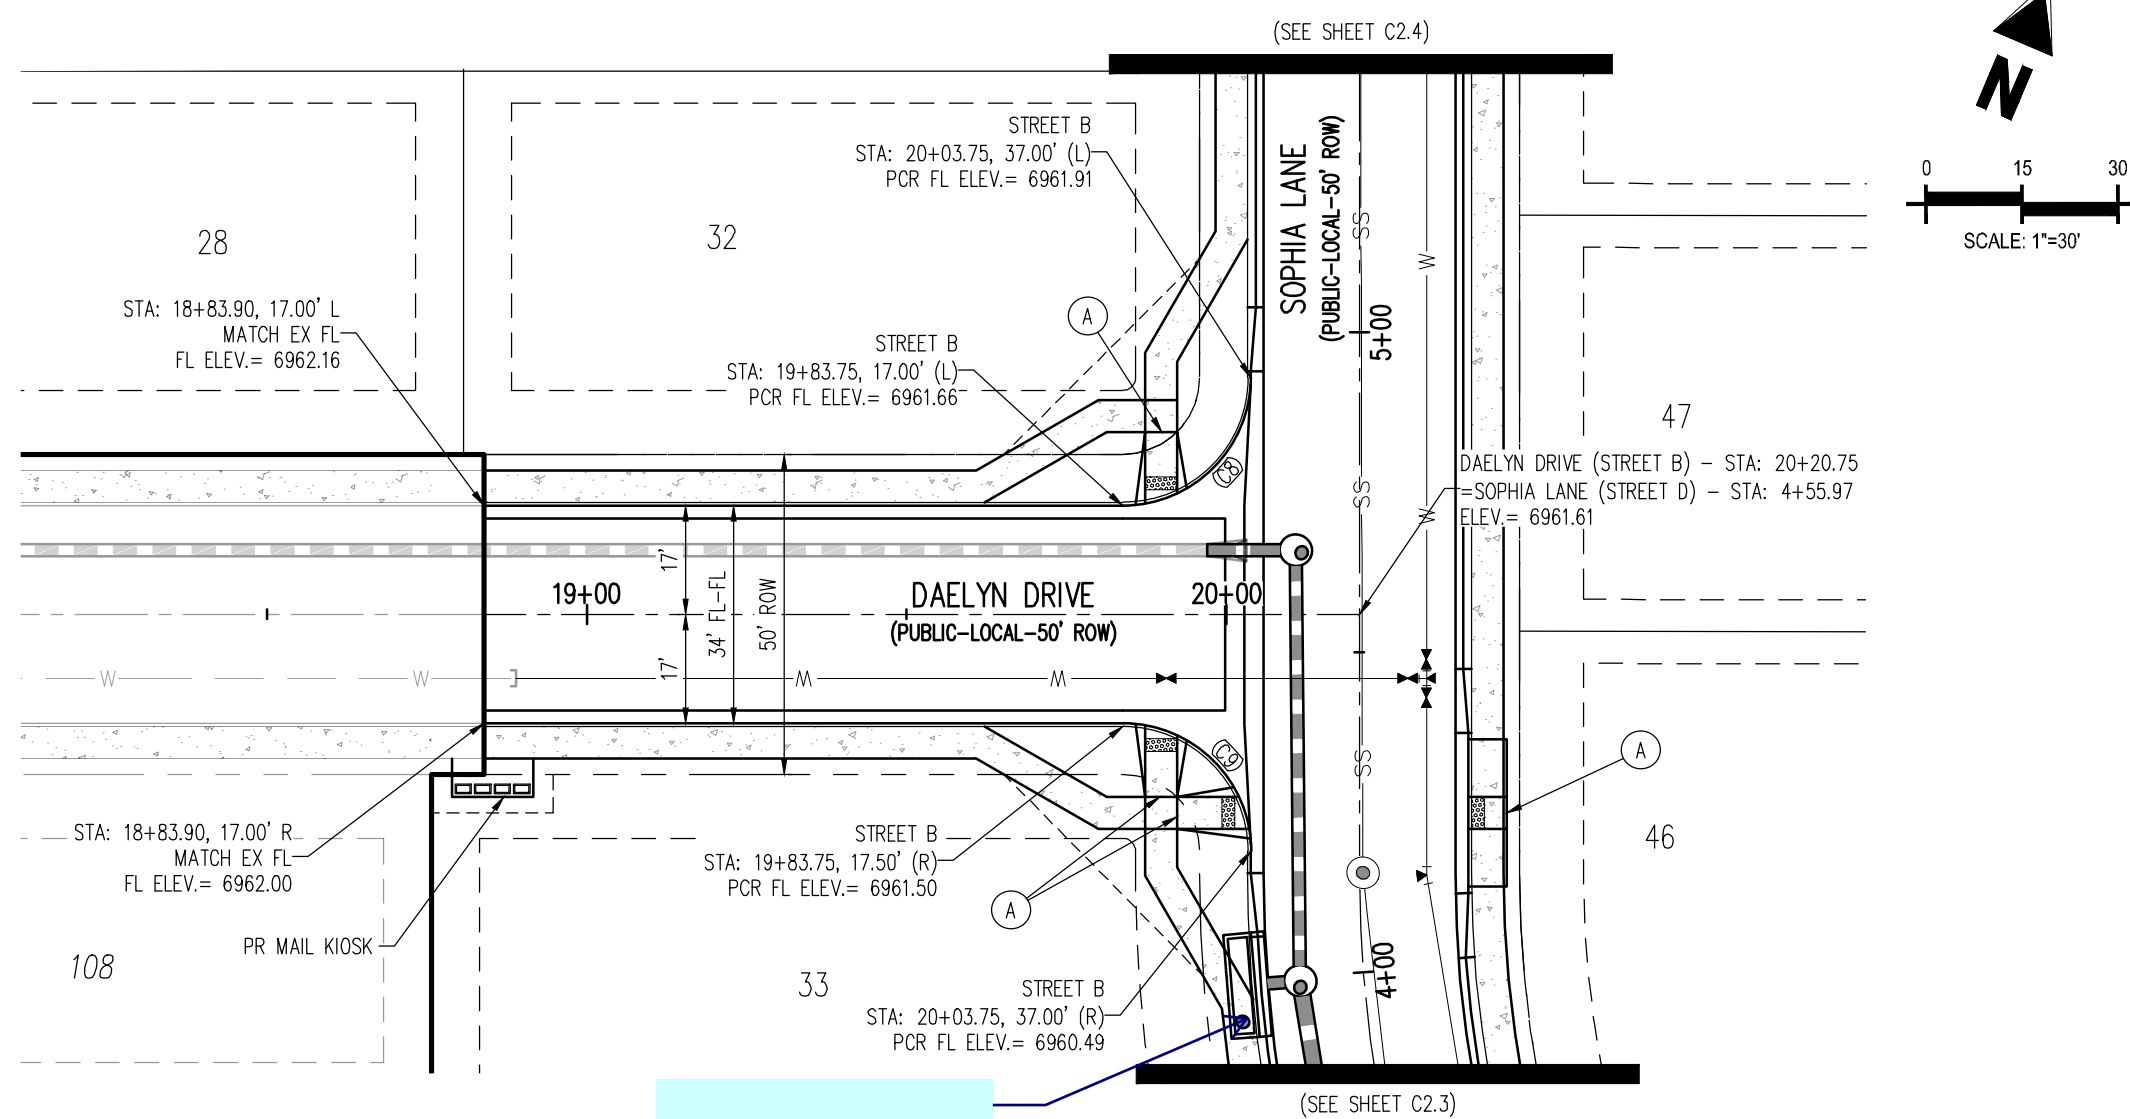 (SEE SHEET C2.4)
N
0 15 30
SCALE: 1"=30'
STREET B
STA: 20+03.75, 37.00' (L)
PCR FL ELEV.= 6961.91
SOPHIA LANE
(PUBLIC-LOCAL-50' ROW)
SS
W
28
32
STA: 18+83.90, 17.00' L
MATCH EX FL
FL ELEV.= 6962.16
A
5+00
STREET B
STA: 19+83.75, 17.00' (L)
PCR FL ELEV.= 6961.66
47
C8
DAELYN DRIVE (STREET B) - STA: 20+20.75
=SOPHIA LANE (STREET D) - STA: 4+55.97
ELEV.= 6961.61
SS
W
17'
34' FL-FL
50' ROW
17'
19+00
DAELYN DRIVE
(PUBLIC-LOCAL-50' ROW)
20+00
W
W
W
W
C9
SS
A
STA: 18+83.90, 17.00' R
MATCH EX FL
FL ELEV.= 6962.00
STREET B
STA: 19+83.75, 17.50' (R)
PCR FL ELEV.= 6961.50
46
A
PR MAIL KIOSK
108
33
4+00
STREET B
STA: 20+03.75, 37.00' (R)
PCR FL ELEV.= 6960.49
(SEE SHEET C2.3)